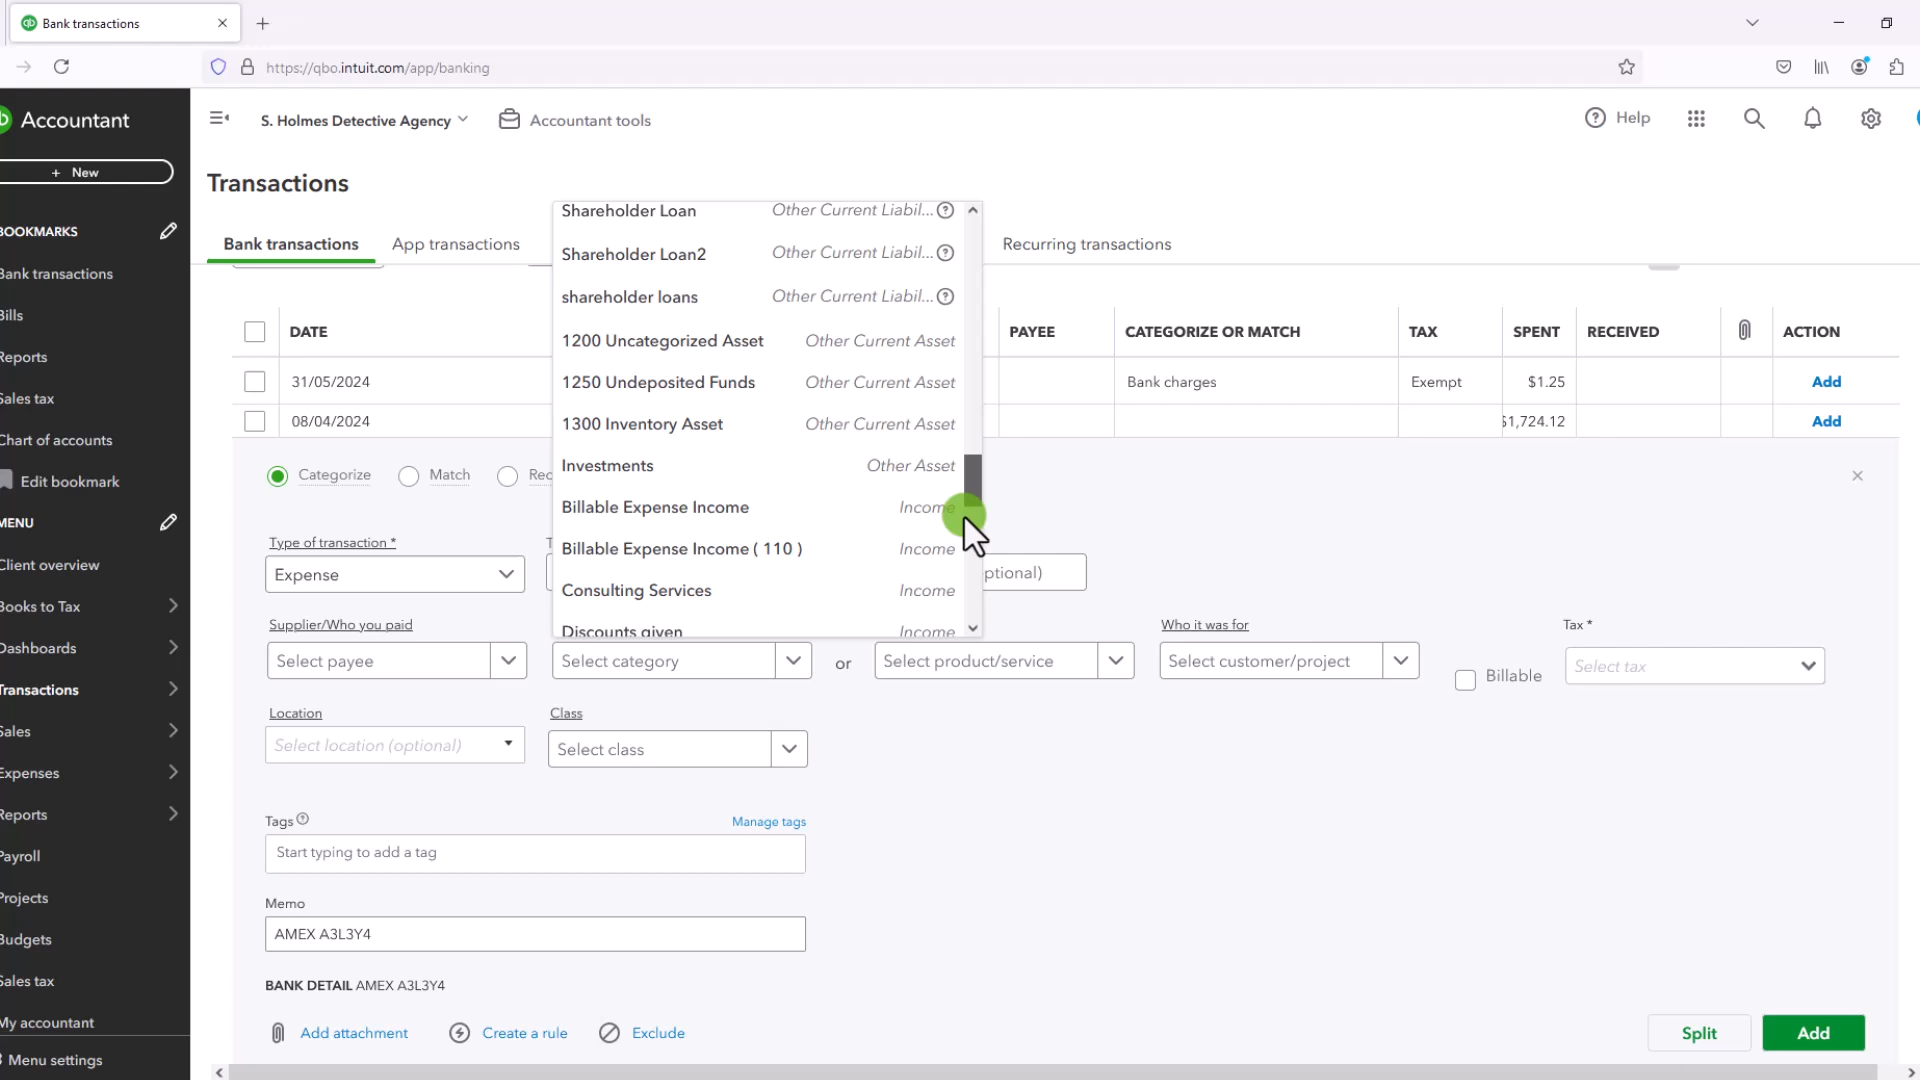 Bank transactions
https://qbo.intuit.com/app/banking
Accountant
S. Holmes Detective Agency
Accountant tools
Help
+ New
Transactions
BOOKMARKS
Bank transactions
Bills
Reports
Sales tax
Chart of accounts
Edit bookmark
MENU
Client overview
Books to Tax
Dashboards
Transactions
Sales
Expenses
Reports
Payroll
Projects
Budgets
Sales tax
My accountant
Menu settings
Bank transactions
App transactions
Recurring transactions
Shareholder Loan Other Current Liabil...
Shareholder Loan2 Other Current Liabil...
shareholder loans Other Current Liabil...
1200 Uncategorized Asset Other Current Asset
1250 Undeposited Funds Other Current Asset
1300 Inventory Asset Other Current Asset
Investments Other Asset
Billable Expense Income Income
Billable Expense Income ( 110 ) Income
Consulting Services Income
Discounts given Income
DATE PAYEE CATEGORIZE OR MATCH TAX SPENT RECEIVED ACTION
31/05/2024 Bank charges Exempt $1.25 Add
08/04/2024 $1,724.12 Add
Categorize Match Rec
Type of transaction *
Expense
ptional)
Supplier/Who you paid
Select payee
Select category
or
Select product/service
Who it was for
Select customer/project
Billable
Tax *
Select tax
Location
Select location (optional)
Class
Select class
Tags
Manage tags
Start typing to add a tag
Memo
AMEX A3L3Y4
BANK DETAIL AMEX A3L3Y4
Add attachment
Create a rule
Exclude
Split
Add